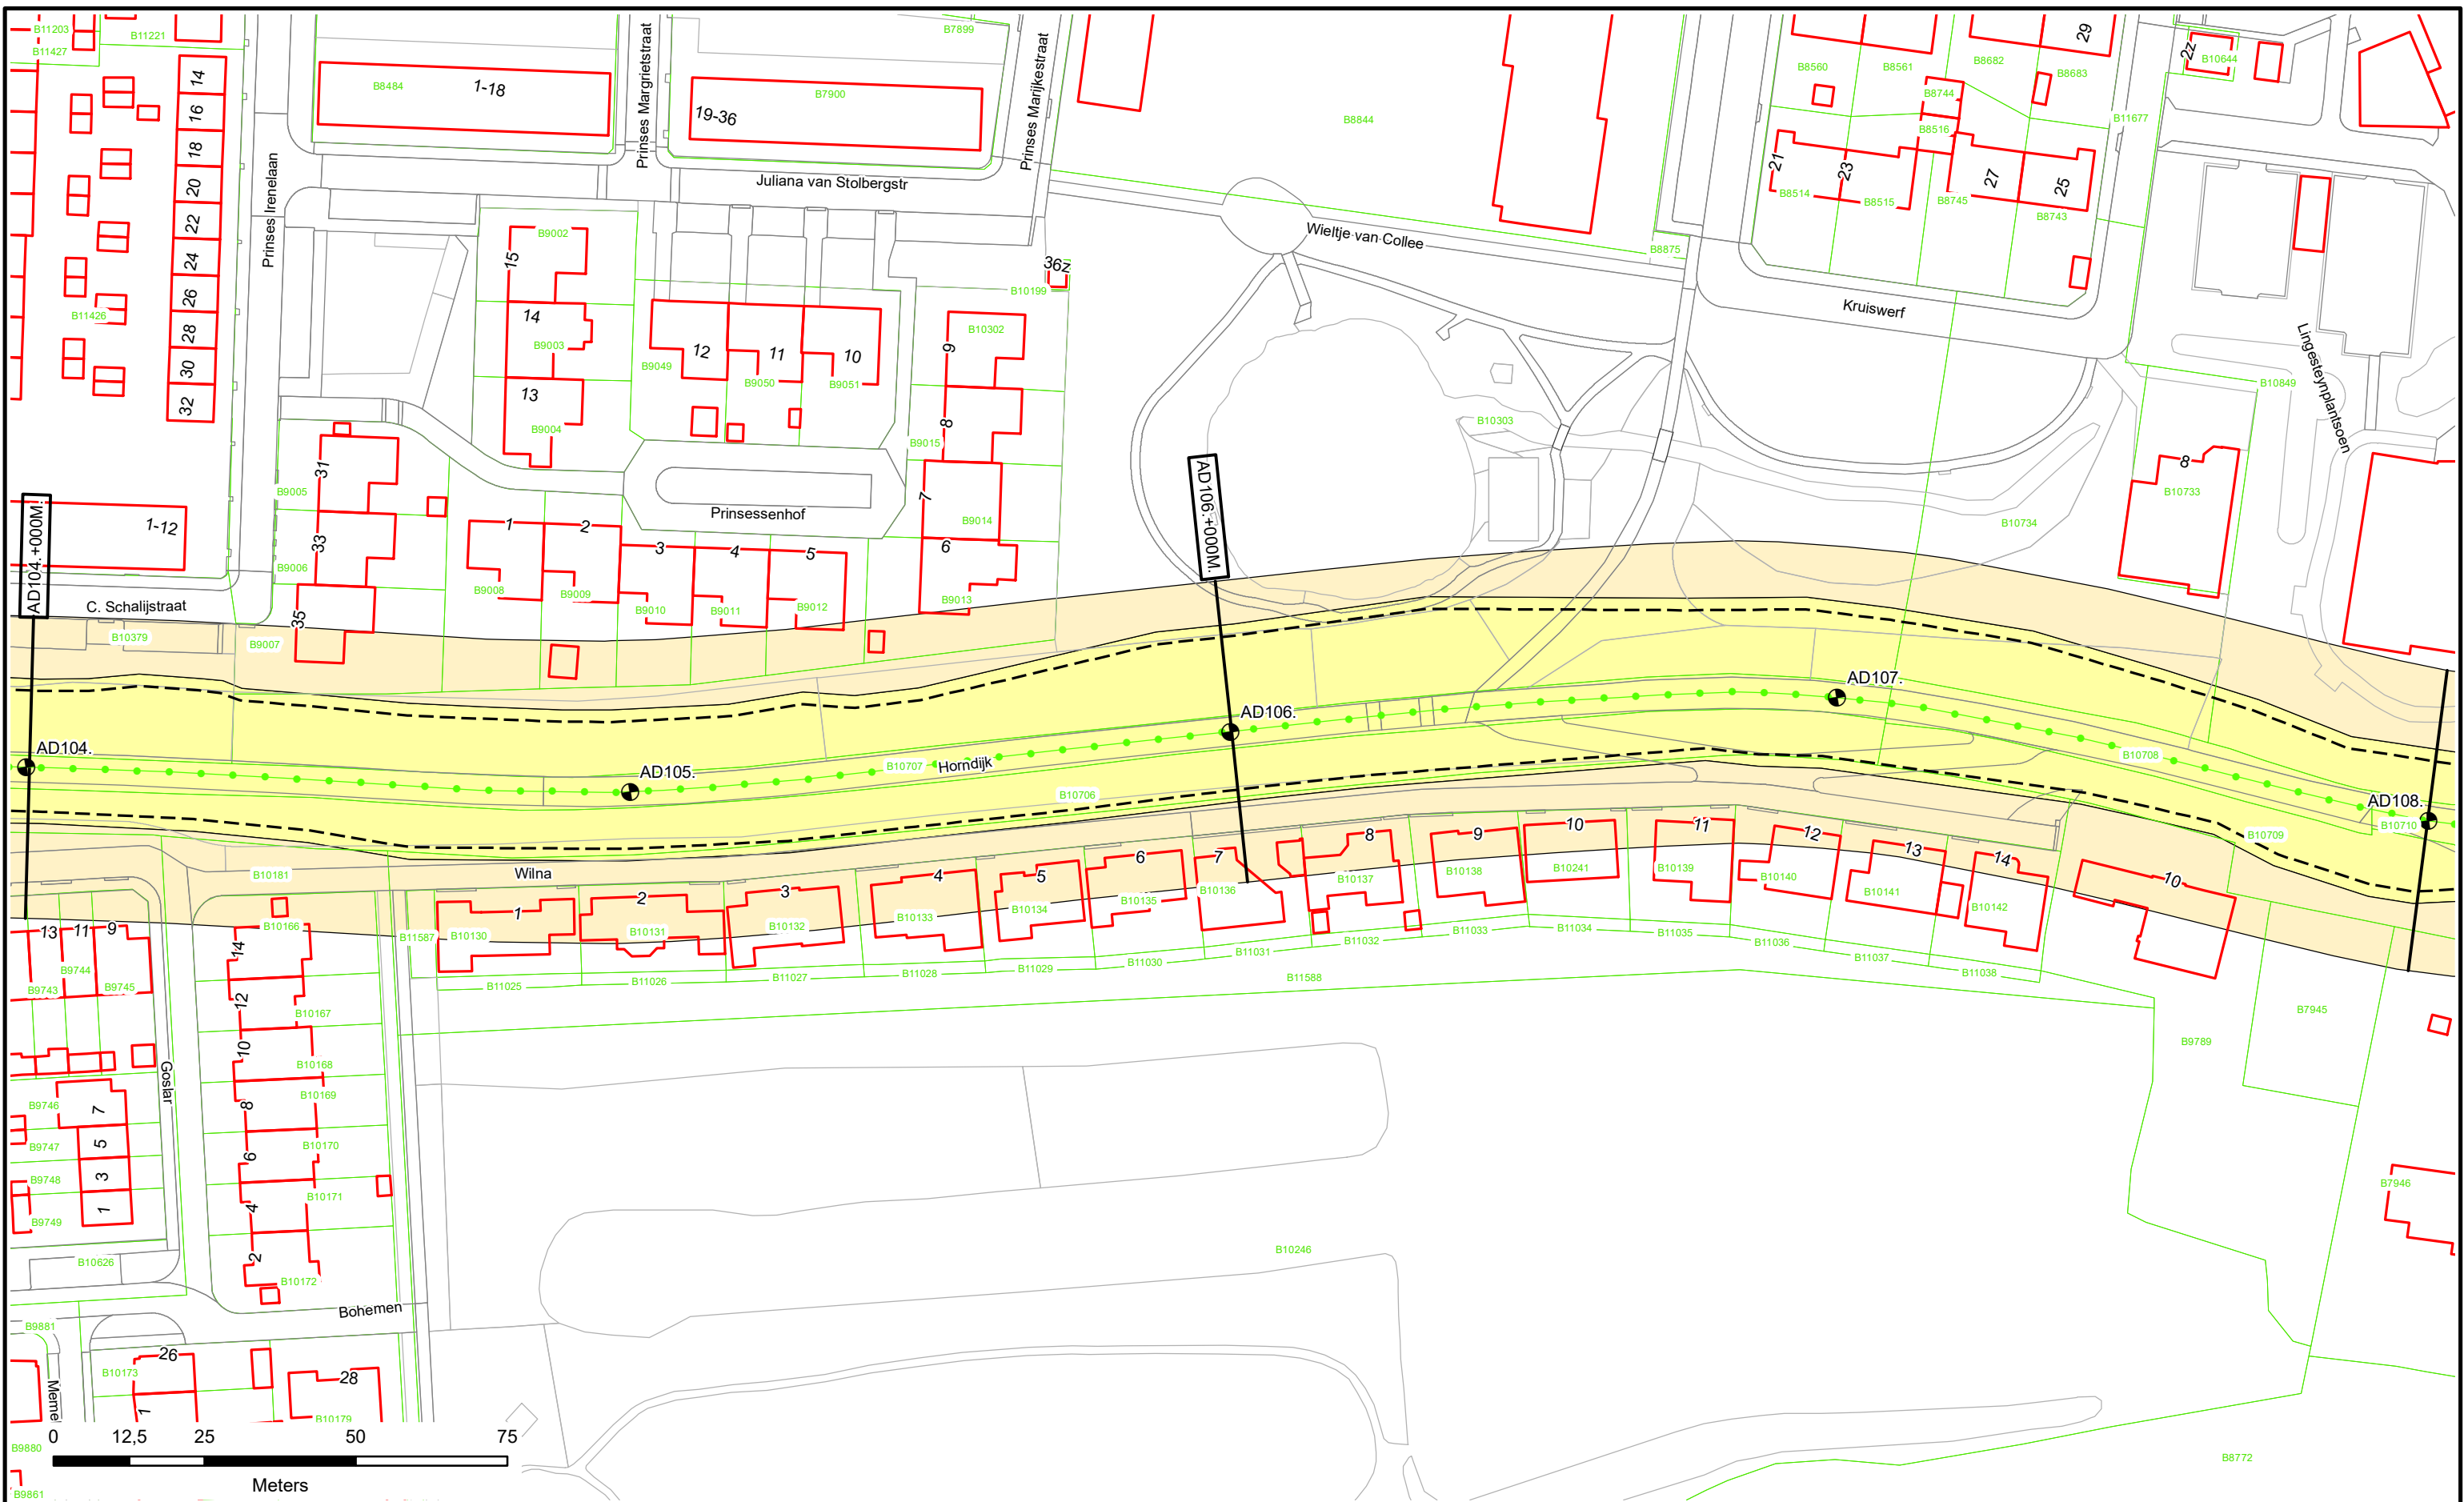 B11203
B11427
B11221
14
16
18
20
22
24
26
28
30
32
B11426
Prinses Irenelaan
B8484
1-18
Prinses Margrietstraat
19-36
B7900
B7899
Prinses Marijkestraat
Juliana van Stolbergstr
B8844
Wieltje van Collee
B8875
B8560
B8561
B8682
29
B8683
B8744
B8516
B11677
21
23
27
25
B8514
B8515
B8745
B8743
2z
B10644
Kruiswerf
Lingesteynplantsoen
B10849
B9002
15
14
B9003
13
B9004
B9049
12
11
10
B9050
B9051
36z
B10199
B10302
9
8
B9015
7
B9014
6
B9013
Prinsessenhof
B10303
8
B10733
B10734
31
B9005
33
B9006
35
B9007
1
2
3
4
5
B9008
B9009
B9010
B9011
B9012
1-12
AD104.+000M.
C. Schalijstraat
B10379
AD106.+000M.
AD104.
AD105.
AD106.
AD107.
AD108.
B10707
Horndijk
B10706
B10708
B10709
B10710
B10181
Wilna
1
2
3
4
5
6
7
8
9
10
11
12
13
14
10
B11587
B10130
B10131
B10132
B10133
B10134
B10135
B10136
B10137
B10138
B10241
B10139
B10140
B10141
B10142
B11025
B11026
B11027
B11028
B11029
B11030
B11031
B11032
B11033
B11034
B11035
B11036
B11037
B11038
B11588
13
11
9
B9743
B9744
B9745
Goslar
14
B10166
12
B10167
10
B10168
8
B10169
6
B10170
4
B10171
2
B10172
B9746
7
B9747
5
B9748
3
B9749
1
B10626
Bohemen
B9881
B10173
26
28
B10179
Memel
1
B7945
B9789
B7946
B10246
B8772
B9880
B9861
0
12,5
25
50
75
Meters